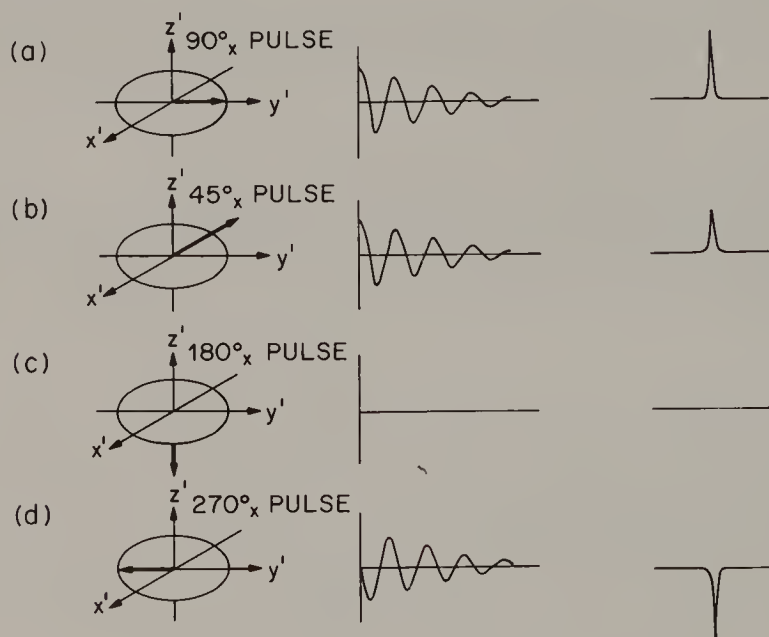 (a)
z'
90°ₓ PULSE
y'
x'
(b)
z'
45°ₓ PULSE
y'
x'
(c)
z'
180°ₓ PULSE
y'
x'
(d)
z'
270°ₓ PULSE
y'
x'